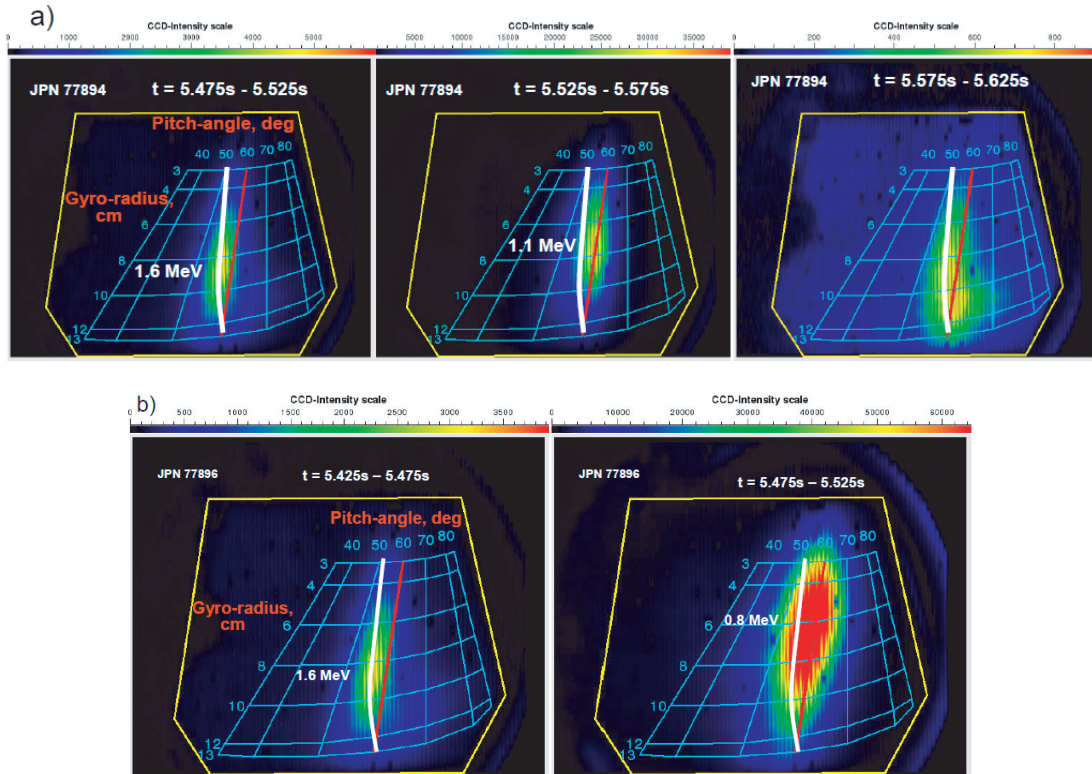 a)
CCD-Intensity scale
0 1000 2000 3000 4000 5000
JPN 77894 t = 5.475s - 5.525s
Pitch-angle, deg
40 50 60 70 80
3
4
Gyro-radius, cm
6
1.6 MeV
8
10
12
13
CCD-Intensity scale
0 5000 10000 15000 20000 25000 30000 35000
JPN 77894 t = 5.525s - 5.575s
40 50 60 70 80
3
4
6
1.1 MeV
8
10
12
13
CCD-Intensity scale
200 400 600 800
JPN 77894 t = 5.575s - 5.625s
40 50 60 70 80
3
4
6
8
10
12
13
b)
CCD-Intensity scale
0 500 1000 1500 2000 2500 3000 3500
JPN 77896 t = 5.425s – 5.475s
Pitch-angle, deg
40 50 60 70 80
3
4
Gyro-radius, cm
6
8
1.6 MeV
10
12
13
CCD-Intensity scale
0 10000 20000 30000 40000 50000 60000
JPN 77896 t = 5.475s – 5.525s
40 50 60 70 80
3
4
0.8 MeV
6
8
10
12
13